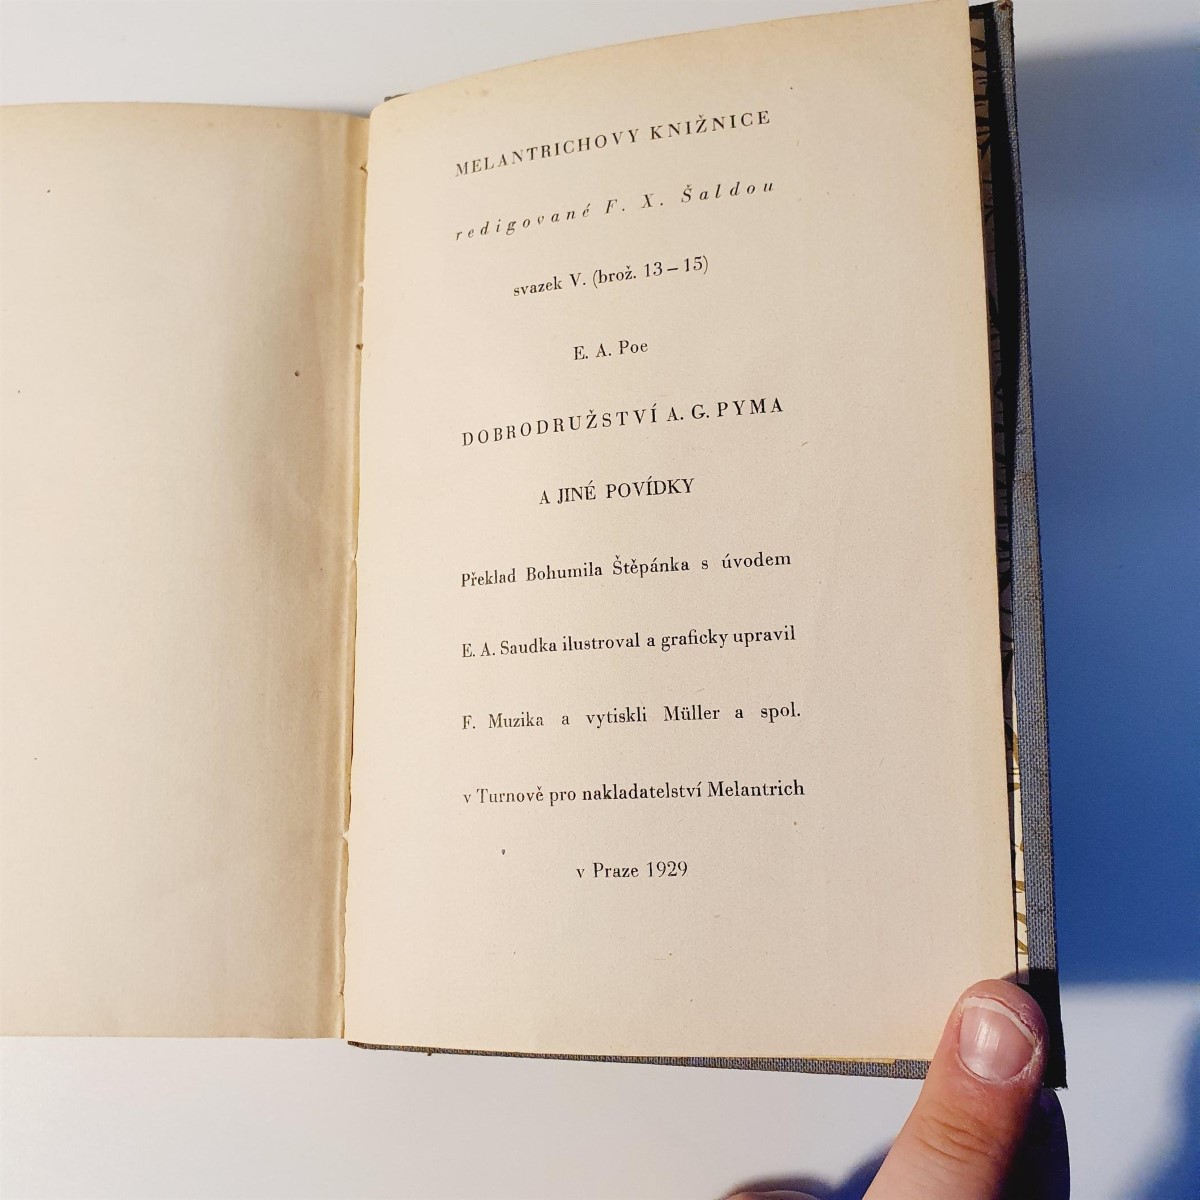 MELANTRICHOVY KNIŽNICE
redigované F. X. Šaldou
svazek V. (brož. 13 – 15)
E. A. Poe
DOBRODRUŽSTVÍ A. G. PYMA
A JINÉ POVÍDKY
Překlad Bohumila Štěpánka s úvodem
E. A. Saudka ilustroval a graficky upravil
F. Muzika a vytiskli Müller a spol.
v Turnově pro nakladatelství Melantrich
v Praze 1929